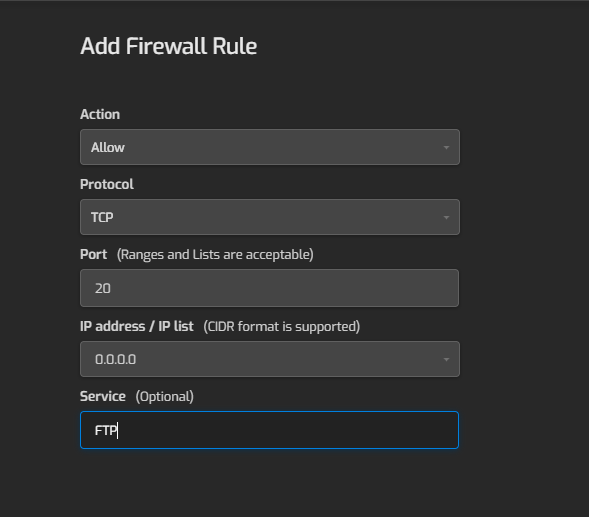 Add Firewall Rule
Action
Allow
Protocol
TCP
Port (Ranges and Lists are acceptable)
20
IP address / IP list (CIDR format is supported)
0.0.0.0
Service (Optional)
FTP